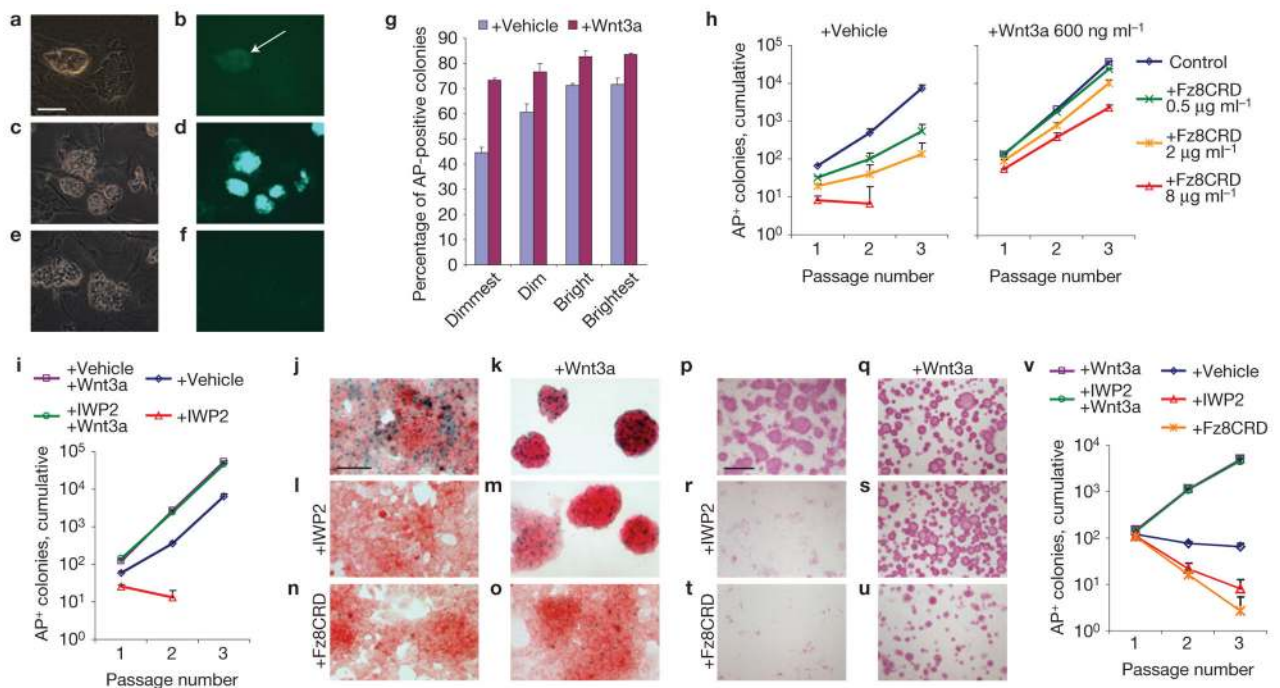 a
b
c
d
e
f
g
+Vehicle
+Wnt3a
Percentage of AP-positive colonies
90
80
70
60
50
40
30
20
10
0
Dimmest
Dim
Bright
Brightest
h
+Vehicle
+Wnt3a 600 ng ml⁻¹
AP⁺ colonies, cumulative
10⁵
10⁴
10³
10²
10¹
10⁰
1 2 3
Passage number
1 2 3
Passage number
Control
+Fz8CRD
0.5 µg ml⁻¹
+Fz8CRD
2 µg ml⁻¹
+Fz8CRD
8 µg ml⁻¹
i
+Vehicle
+Wnt3a
+Vehicle
+IWP2
+Wnt3a
+IWP2
AP⁺ colonies, cumulative
10⁵
10⁴
10³
10²
10¹
10⁰
1 2 3
Passage number
+Wnt3a
j
k
l
m
n
o
+IWP2
+Fz8CRD
+Wnt3a
p
q
r
s
t
u
+IWP2
+Fz8CRD
v
+Wnt3a
+Vehicle
+IWP2
+Wnt3a
+IWP2
+Fz8CRD
AP⁺ colonies, cumulative
10⁴
10³
10²
10¹
10⁰
1 2 3
Passage number